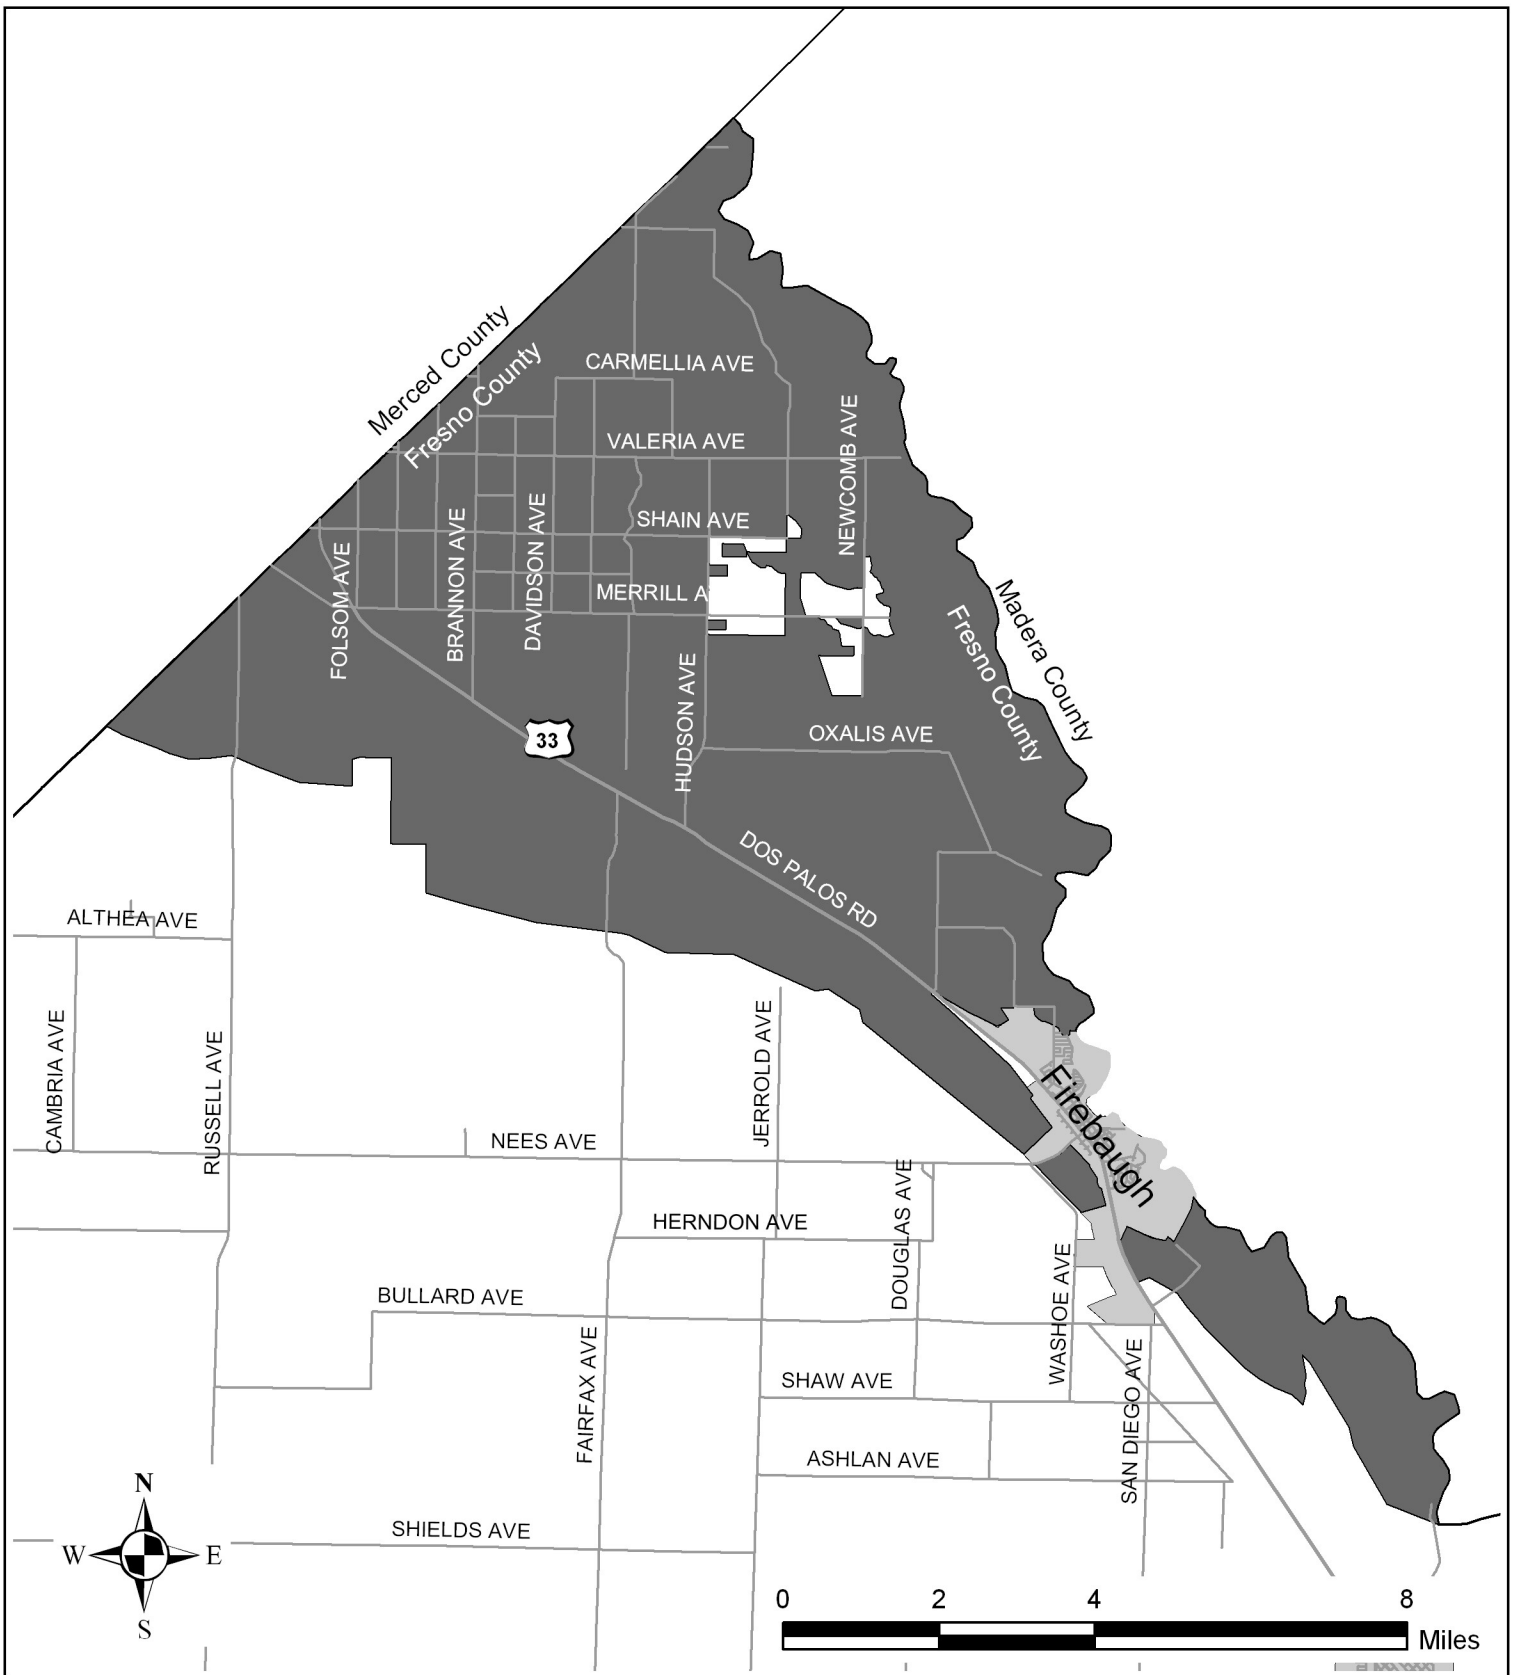 Merced County
Fresno County
CARMELLIA AVE
VALERIA AVE
NEWCOMB AVE
SHAIN AVE
BRANNON AVE
DAVIDSON AVE
FOLSOM AVE
MERRILL A
Madera County
Fresno County
HUDSON AVE
OXALIS AVE
33
DOS PALOS RD
ALTHEA AVE
CAMBRIA AVE
RUSSELL AVE
JERROLD AVE
Firebaugh
NEES AVE
DOUGLAS AVE
HERNDON AVE
WASHOE AVE
BULLARD AVE
FAIRFAX AVE
SAN DIEGO AVE
SHAW AVE
ASHLAN AVE
SHIELDS AVE
N
W E
S
0 2 4 8
Miles